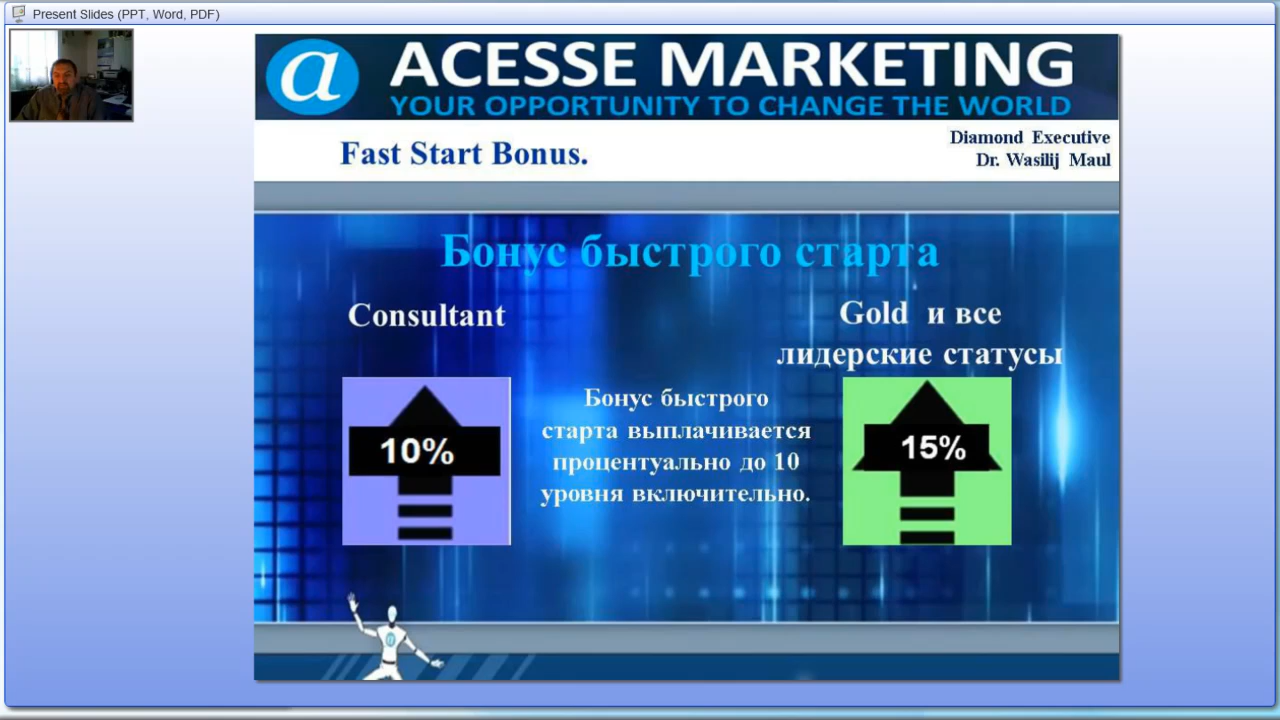 Present Slides (PPT, Word, PDF)
a ACESSE MARKETING
YOUR OPPORTUNITY TO CHANGE THE WORLD
Fast Start Bonus.
Diamond Executive
Dr. Wasilij Maul
Бонус быстрого старта
Consultant
Gold и все
лидерские статусы
10%
Бонус быстрого
старта выплачивается
процентуально до 10
уровня включительно.
15%